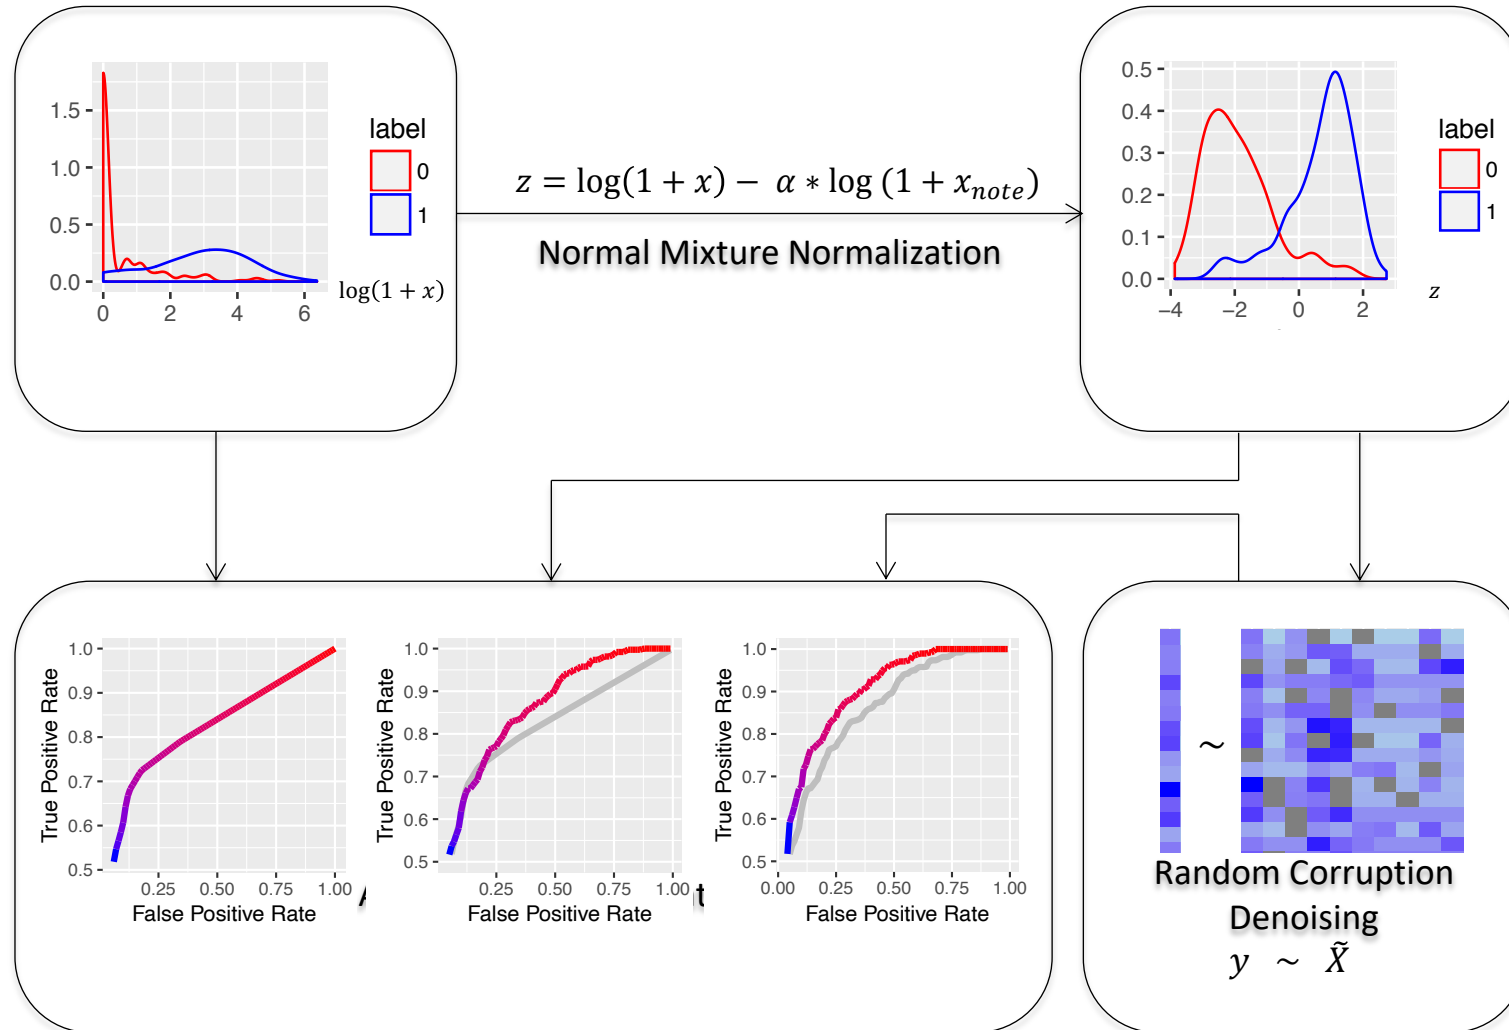 1.5
1.0
0.5
0.0
0 2 4 6
log(1 + x)
label
0
1
z = log(1 + x) − α ∗ log (1 + x_note)
Normal Mixture Normalization
0.5
0.4
0.3
0.2
0.1
0.0
−4 −2 0 2
z
label
0
1
True Positive Rate
1.0
0.9
0.8
0.7
0.6
0.5
0.25 0.50 0.75 1.00
False Positive Rate
True Positive Rate
1.0
0.9
0.8
0.7
0.6
0.5
0.25 0.50 0.75 1.00
False Positive Rate
True Positive Rate
1.0
0.9
0.8
0.7
0.6
0.5
0.00 0.25 0.50 0.75 1.00
False Positive Rate
~
Random Corruption
Denoising
y ~ X̃